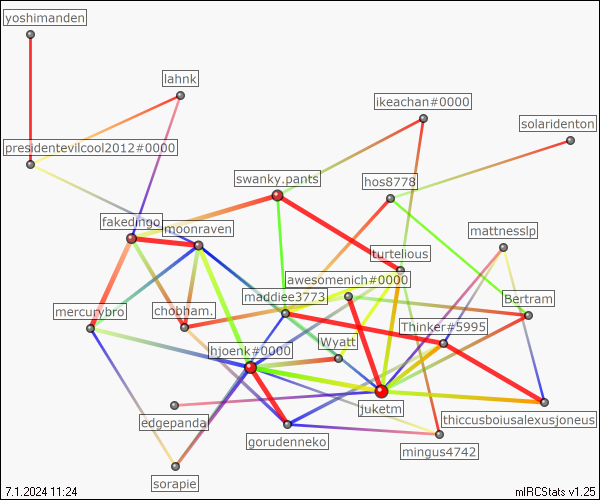 yoshimanden
lahnk
ikeachan#0000
solaridenton
presidentevilcool2012#0000
swanky.pants
hos8778
fakedingo
moonraven
mattnesslp
turtelious
awesomenich#0000
maddiee3773
mercurybro
chobham.
Bertram
Thinker#5995
hjoenk#0000
Wyatt
juketm
edgepanda
thiccusboiusalexusjoneus
gorudenneko
mingus4742
sorapie
7.1.2024 11:24
mIRCStats v1.25